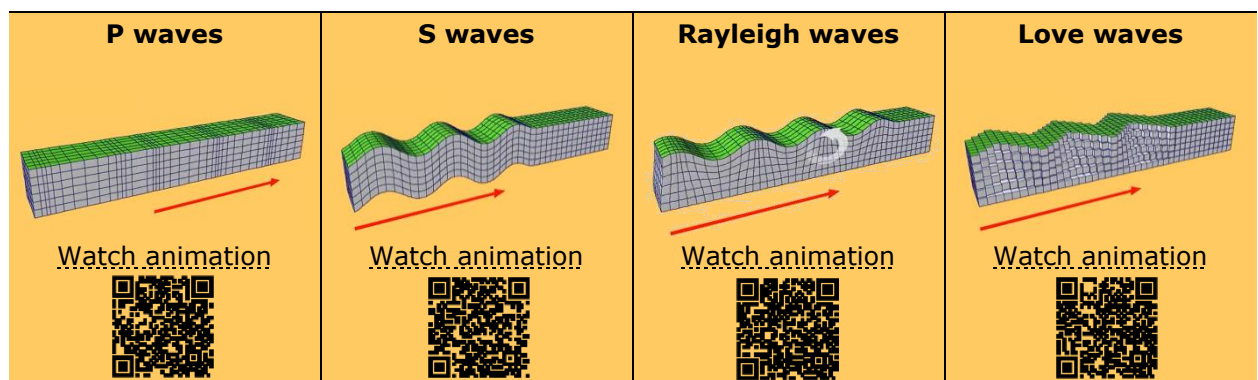 P waves
S waves
Rayleigh waves
Love waves
Watch animation
Watch animation
Watch animation
Watch animation